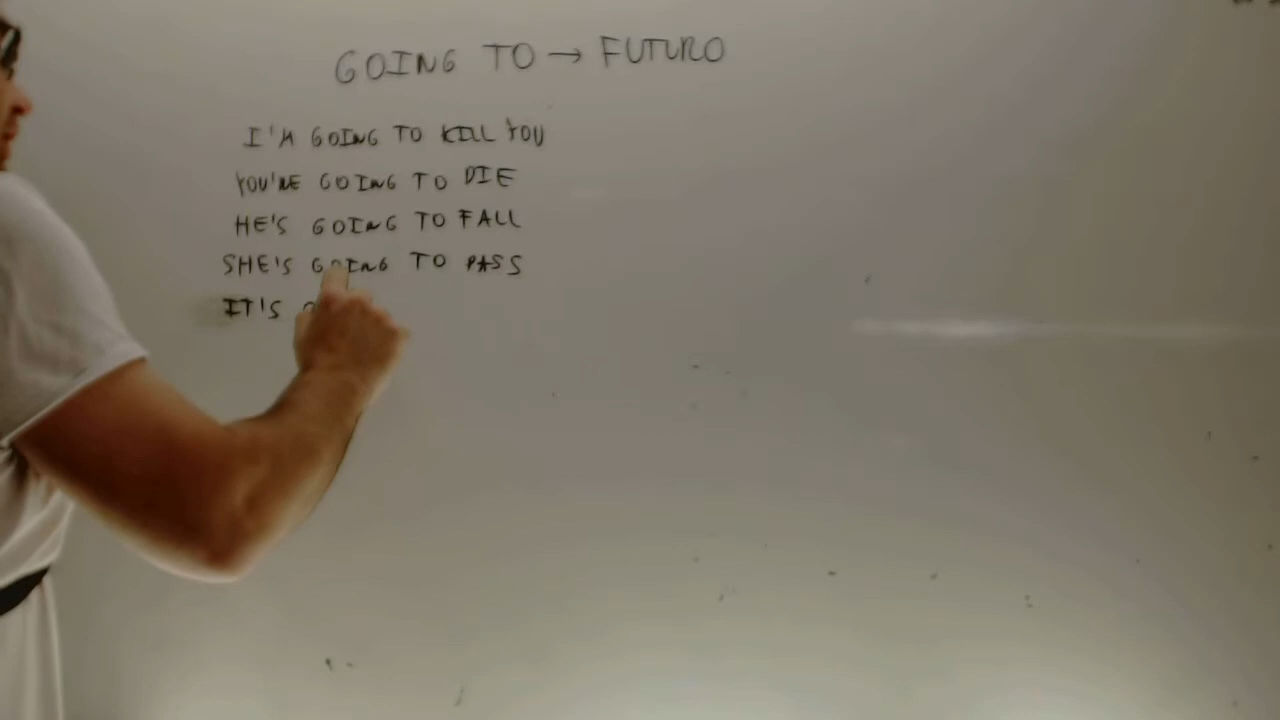 GOING TO → FUTURO
I'M GOING TO KILL YOU
YOU'RE GOING TO DIE
HE'S GOING TO FALL
SHE'S GOING TO PASS
IT'S